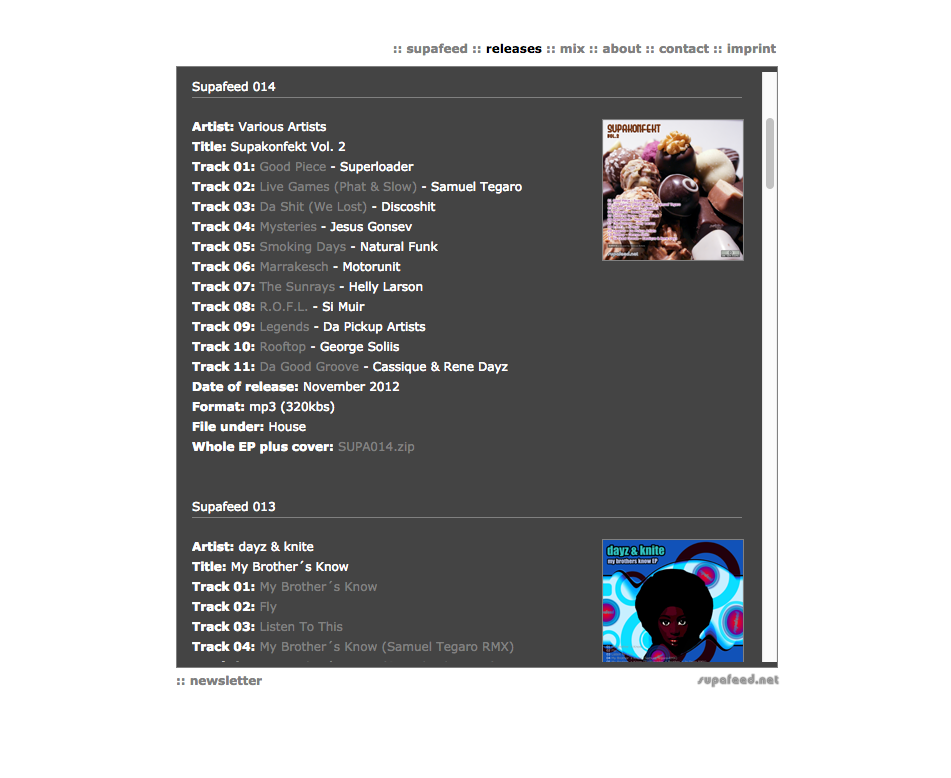 :: supafeed :: releases :: mix :: about :: contact :: imprint
Supafeed 014
Artist: Various Artists
Title: Supakonfekt Vol. 2
Track 01: Good Piece - Superloader
Track 02: Live Games (Phat & Slow) - Samuel Tegaro
Track 03: Da Shit (We Lost) - Discoshit
Track 04: Mysteries - Jesus Gonsev
Track 05: Smoking Days - Natural Funk
Track 06: Marrakesch - Motorunit
Track 07: The Sunrays - Helly Larson
Track 08: R.O.F.L. - Si Muir
Track 09: Legends - Da Pickup Artists
Track 10: Rooftop - George Soliis
Track 11: Da Good Groove - Cassique & Rene Dayz
Date of release: November 2012
Format: mp3 (320kbs)
File under: House
Whole EP plus cover: SUPA014.zip
SUPAKONFEKT
VOL.2
supafeed.net
Supafeed 013
Artist: dayz & knite
Title: My Brother´s Know
Track 01: My Brother´s Know
Track 02: Fly
Track 03: Listen To This
Track 04: My Brother´s Know (Samuel Tegaro RMX)
dayz & knite
my brothers know EP
:: newsletter
supafeed.net